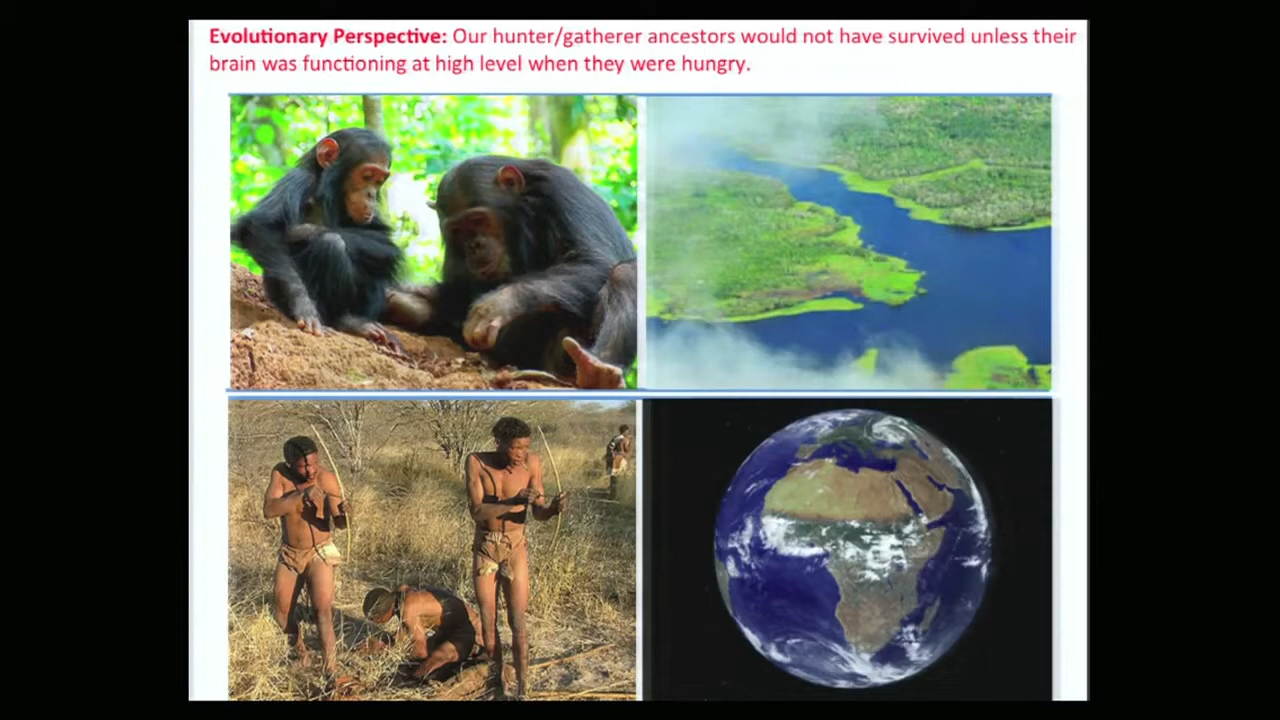 Evolutionary Perspective: Our hunter/gatherer ancestors would not have survived unless their
brain was functioning at high level when they were hungry.